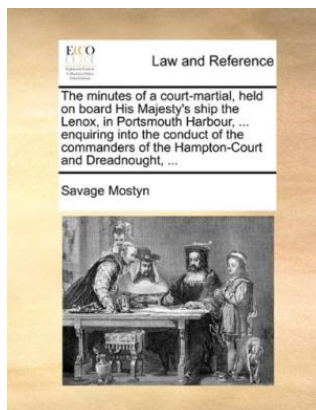 ECCO
Law and Reference
The minutes of a court-martial, held
on board His Majesty's ship the
Lenox, in Portsmouth Harbour, ...
enquiring into the conduct of the
commanders of the Hampton-Court
and Dreadnought, ...
Savage Mostyn